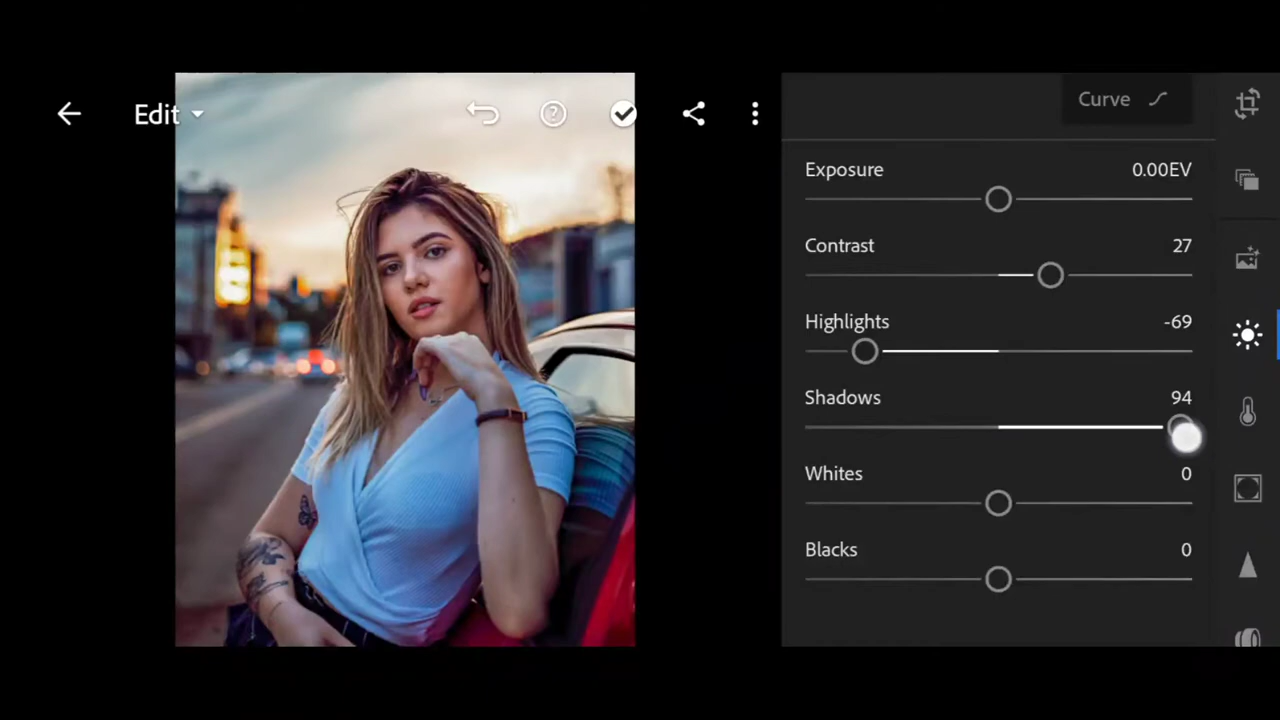 Edit
Curve
Exposure 0.00EV
Contrast 27
Highlights -69
Shadows 94
Whites 0
Blacks 0